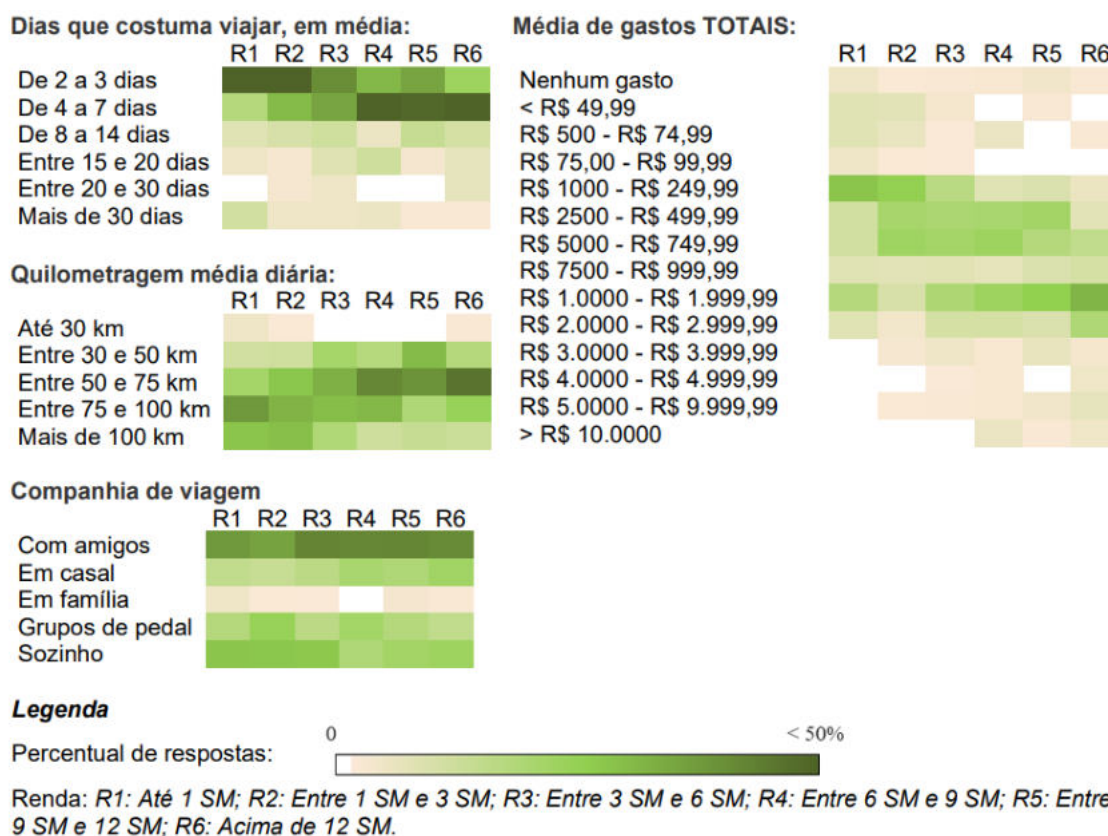 Dias que costuma viajar, em média:
R1 R2 R3 R4 R5 R6
De 2 a 3 dias
De 4 a 7 dias
De 8 a 14 dias
Entre 15 e 20 dias
Entre 20 e 30 dias
Mais de 30 dias
Quilometragem média diária:
R1 R2 R3 R4 R5 R6
Até 30 km
Entre 30 e 50 km
Entre 50 e 75 km
Entre 75 e 100 km
Mais de 100 km
Companhia de viagem
R1 R2 R3 R4 R5 R6
Com amigos
Em casal
Em família
Grupos de pedal
Sozinho
Média de gastos TOTAIS:
R1 R2 R3 R4 R5 R6
Nenhum gasto
< R$ 49,99
R$ 500 - R$ 74,99
R$ 75,00 - R$ 99,99
R$ 1000 - R$ 249,99
R$ 2500 - R$ 499,99
R$ 5000 - R$ 749,99
R$ 7500 - R$ 999,99
R$ 1.0000 - R$ 1.999,99
R$ 2.0000 - R$ 2.999,99
R$ 3.0000 - R$ 3.999,99
R$ 4.0000 - R$ 4.999,99
R$ 5.0000 - R$ 9.999,99
> R$ 10.0000
Legenda
0 < 50%
Percentual de respostas:
Renda: R1: Até 1 SM; R2: Entre 1 SM e 3 SM; R3: Entre 3 SM e 6 SM; R4: Entre 6 SM e 9 SM; R5: Entre
9 SM e 12 SM; R6: Acima de 12 SM.